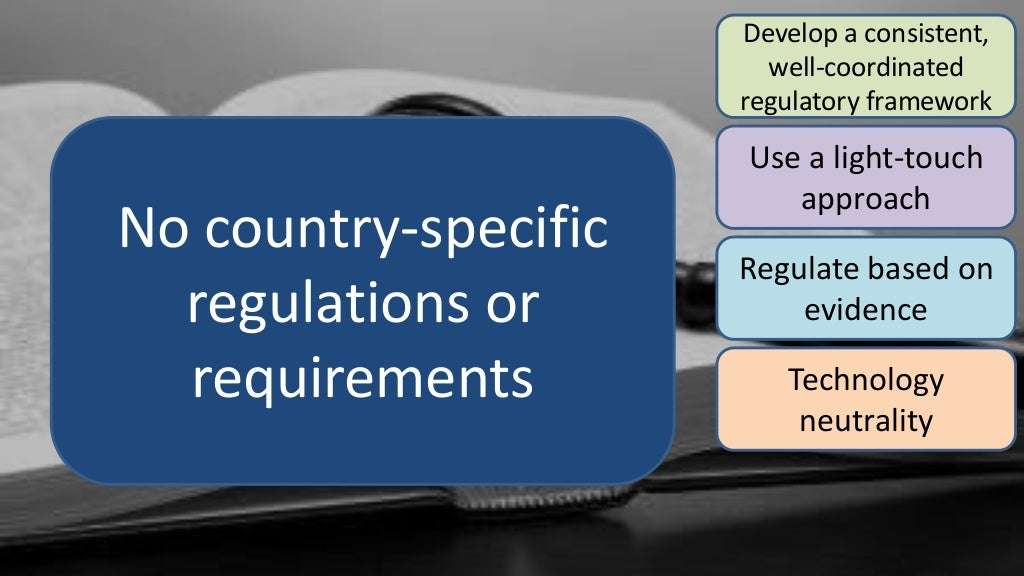 No country-specific
regulations or
requirements
Develop a consistent,
well-coordinated
regulatory framework
Use a light-touch
approach
Regulate based on
evidence
Technology
neutrality